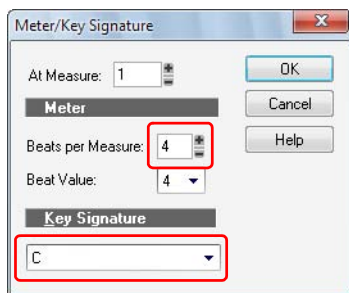 Meter/Key Signature
At Measure: 1
OK
Meter
Cancel
Beats per Measure: 4
Help
Beat Value: 4
Key Signature
C